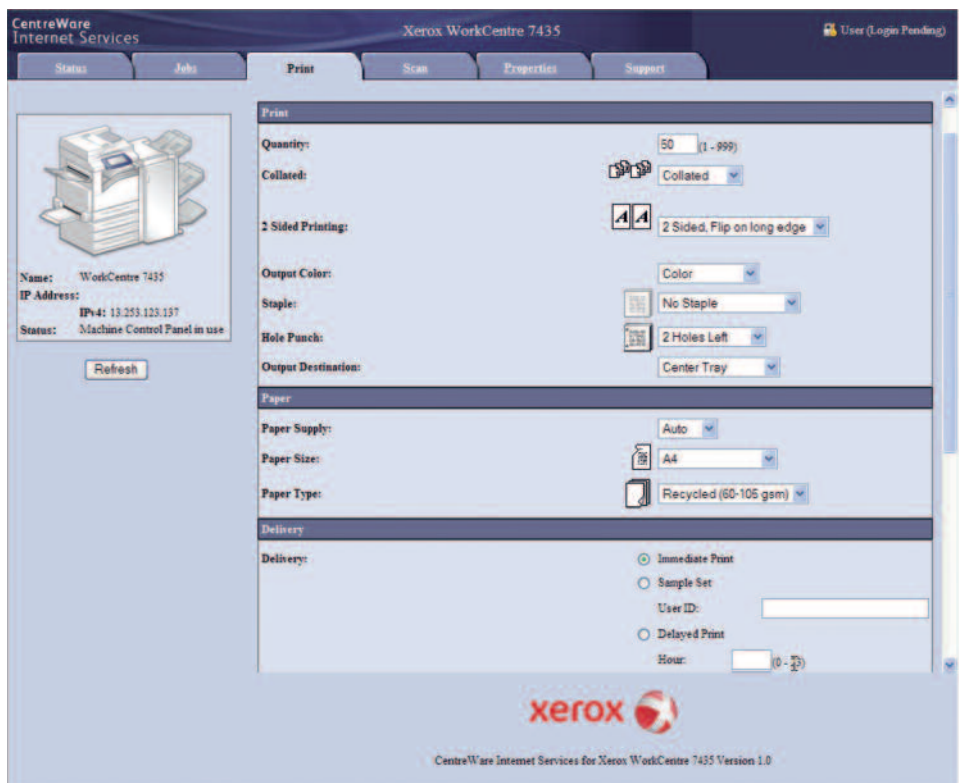 CentreWare
Internet Services
Xerox WorkCentre 7435
User (Login Pending)
Status
Jobs
Print
Scan
Properties
Support
Name: WorkCentre 7435
IP Address:
IPv4: 13.253.123.137
Status: Machine Control Panel in use
Refresh
Print
Quantity: 50 (1 - 999)
Collated: Collated
2 Sided Printing: A A 2 Sided, Flip on long edge
Output Color: Color
Staple: No Staple
Hole Punch: 2 Holes Left
Output Destination: Center Tray
Paper
Paper Supply: Auto
Paper Size: A4
Paper Type: Recycled (60-105 gsm)
Delivery
Delivery: Immediate Print
Sample Set
User ID:
Delayed Print
Hour:
xerox
CentreWare Internet Services for Xerox WorkCentre 7435 Version 1.0